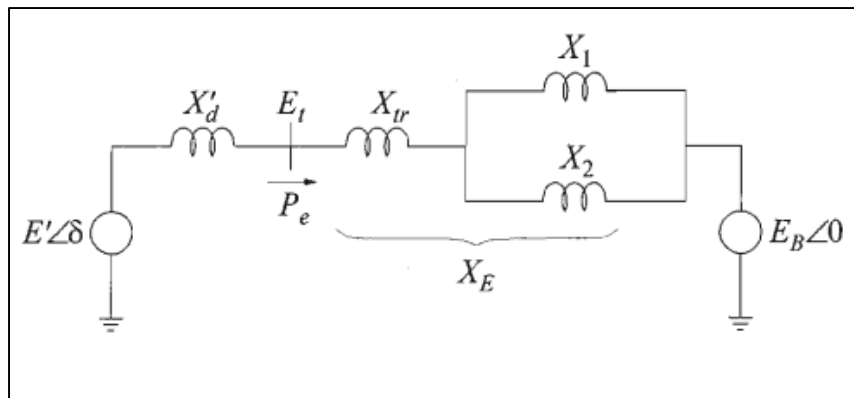 X₁
X'd Et Xtr
X₂
Pe
E'∠δ EB∠0
XE